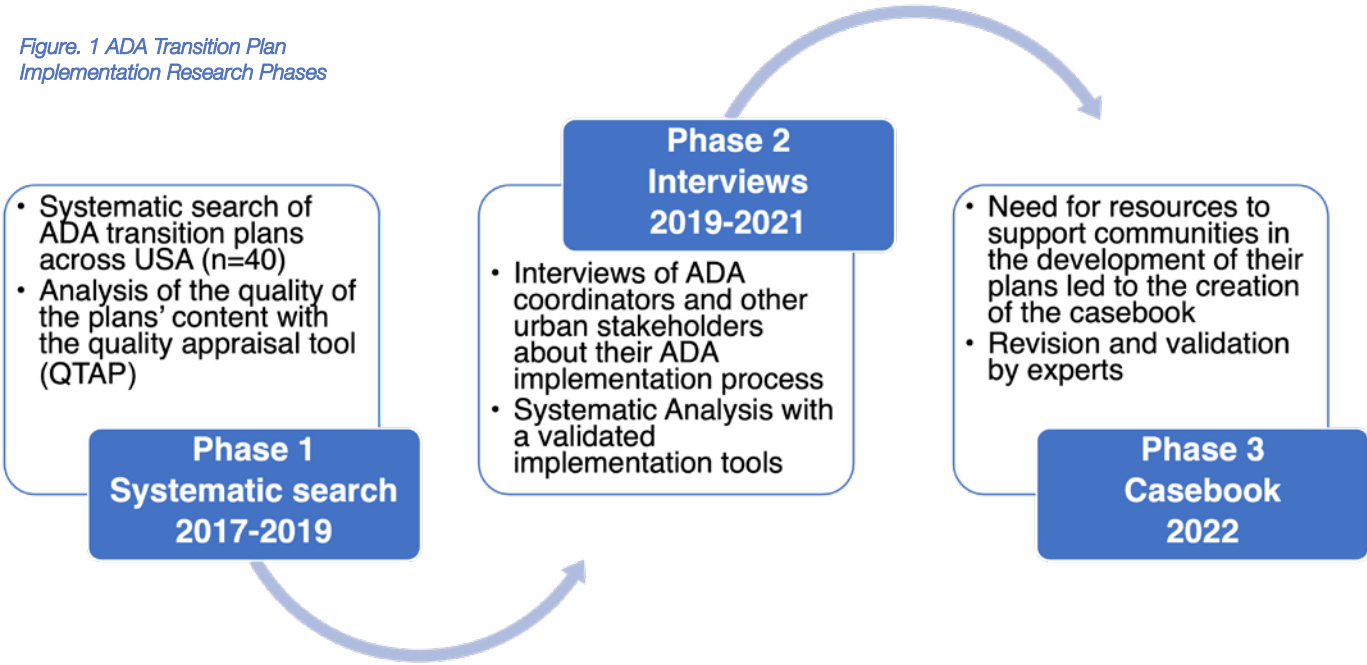 Figure. 1 ADA Transition Plan
Implementation Research Phases
• Systematic search of
ADA transition plans
across USA (n=40)
• Analysis of the quality of
the plans' content with
the quality appraisal tool
(QTAP)
Phase 1
Systematic search
2017-2019
Phase 2
Interviews
2019-2021
• Interviews of ADA
coordinators and other
urban stakeholders
about their ADA
implementation process
• Systematic Analysis with
a validated
implementation tools
• Need for resources to
support communities in
the development of their
plans led to the creation
of the casebook
• Revision and validation
by experts
Phase 3
Casebook
2022